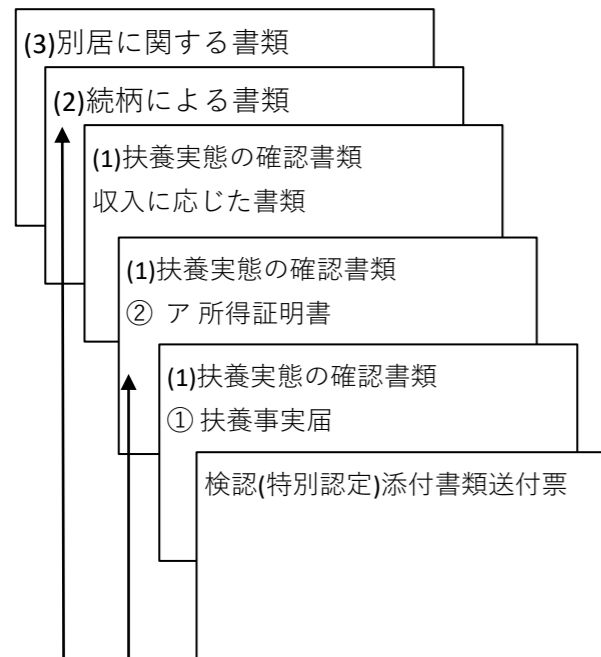 (3)別居に関する書類
(2)続柄による書類
(1)扶養実態の確認書類
収入に応じた書類
(1)扶養実態の確認書類
② ア 所得証明書
(1)扶養実態の確認書類
① 扶養事実届
検認(特別認定)添付書類送付票